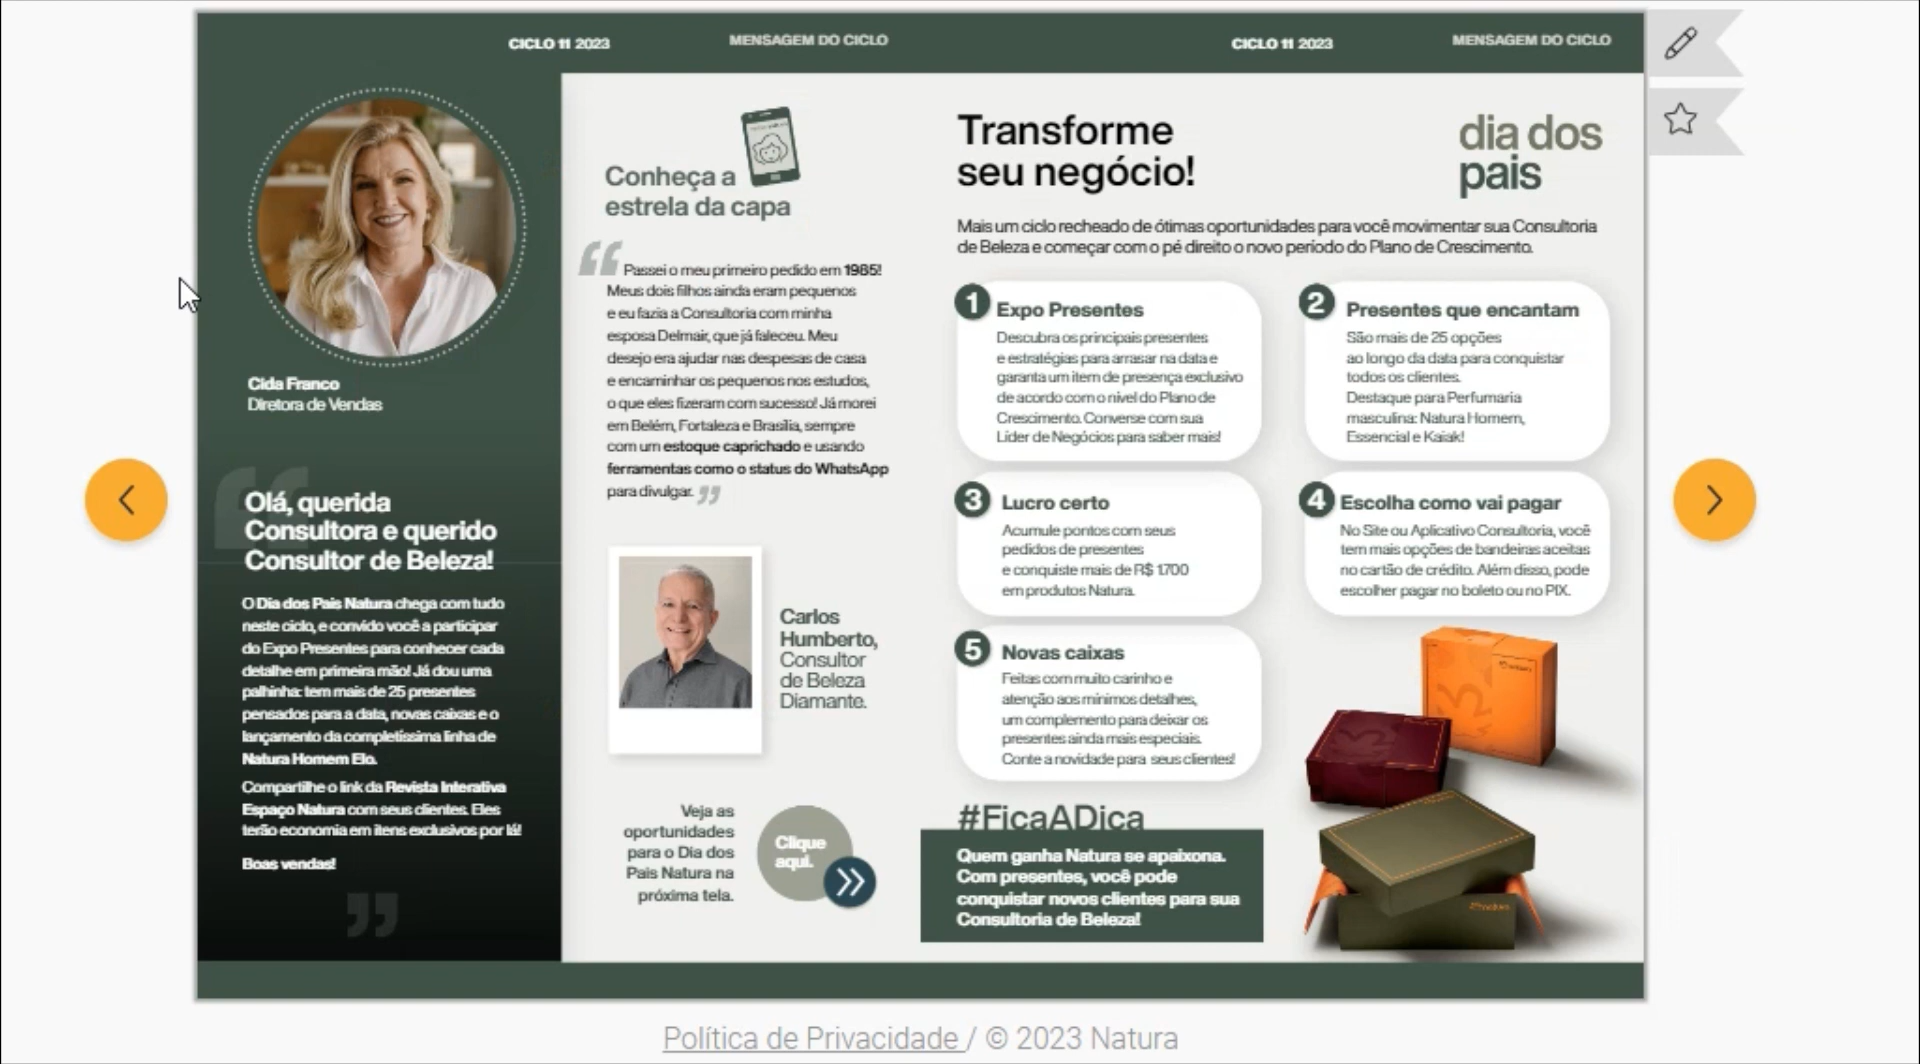 CICLO 11 2023
MENSAGEM DO CICLO
CICLO 11 2023
MENSAGEM DO CICLO
Cida Franco
Diretora de Vendas
Olá, querida
Consultora e querido
Consultor de Beleza!
O Dia dos Pais Natura chega com tudo
neste ciclo, e convido você a participar
do Expo Presentes para conhecer cada
detalhe em primeira mão! Já dou uma
palhinha: tem mais de 25 presentes
pensados para a data, novas caixas e o
lançamento da completíssima linha de
Natura Homem Elo.
Compartilhe o link da Revista Interativa
Espaço Natura com seus clientes. Eles
terão economia em itens exclusivos por lá!
Boas vendas!
Conheça a
estrela da capa
“ Passei o meu primeiro pedido em 1985!
Meus dois filhos ainda eram pequenos
e eu fazia a Consultoria com minha
esposa Delmair, que já faleceu. Meu
desejo era ajudar nas despesas de casa
e encaminhar os pequenos nos estudos,
o que eles fizeram com sucesso! Já morei
em Belém, Fortaleza e Brasília, sempre
com um estoque caprichado e usando
ferramentas como o status do WhatsApp
para divulgar. ”
Carlos
Humberto,
Consultor
de Beleza
Diamante.
Veja as
oportunidades
para o Dia dos
Pais Natura na
próxima tela.
Clique
aqui.
Transforme
seu negócio!
dia dos
pais
Mais um ciclo recheado de ótimas oportunidades para você movimentar sua Consultoria
de Beleza e começar com o pé direito o novo período do Plano de Crescimento.
1 Expo Presentes
Descubra os principais presentes
e estratégias para arrasar na data e
garanta um item de presença exclusivo
de acordo com o nível do Plano de
Crescimento. Converse com sua
Líder de Negócios para saber mais!
2 Presentes que encantam
São mais de 25 opções
ao longo da data para conquistar
todos os clientes.
Destaque para Perfumaria
masculina: Natura Homem,
Essencial e Kaiak!
3 Lucro certo
Acumule pontos com seus
pedidos de presentes
e conquiste mais de R$ 1.700
em produtos Natura.
4 Escolha como vai pagar
No Site ou Aplicativo Consultoria, você
tem mais opções de bandeiras aceitas
no cartão de crédito. Além disso, pode
escolher pagar no boleto ou no PIX.
5 Novas caixas
Feitas com muito carinho e
atenção aos mínimos detalhes,
um complemento para deixar os
presentes ainda mais especiais.
Conte a novidade para seus clientes!
#FicaADica
Quem ganha Natura se apaixona.
Com presentes, você pode
conquistar novos clientes para sua
Consultoria de Beleza!
Política de Privacidade / © 2023 Natura